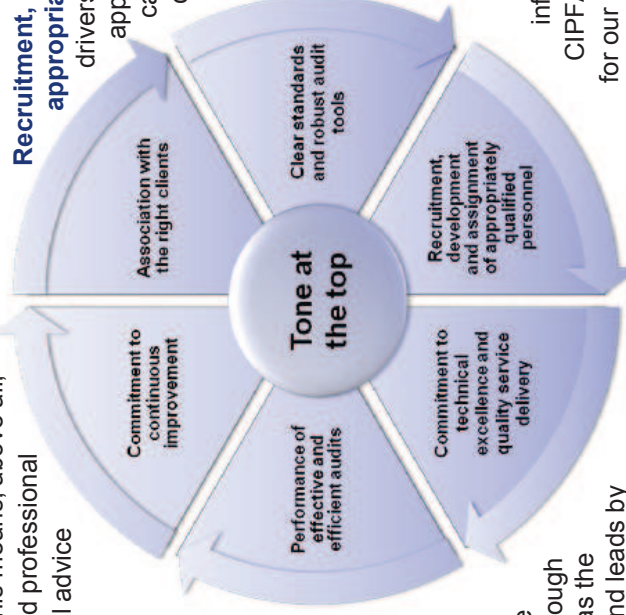 means, above all,
d professional
l advice
Recruitment,
appropria
drivers
app
ca
Commitment to
continuous
improvement
Association with
the right clients
Clear standards
and robust audit
tools
Recruitment,
development
and assignment
of appropriately
qualified
personnel
Commitment to
technical
excellence and
quality service
delivery
Performance of
effective and
efficient audits
Tone at
the top
e
ough
as the
nd leads by
inf
CIPFA
for our